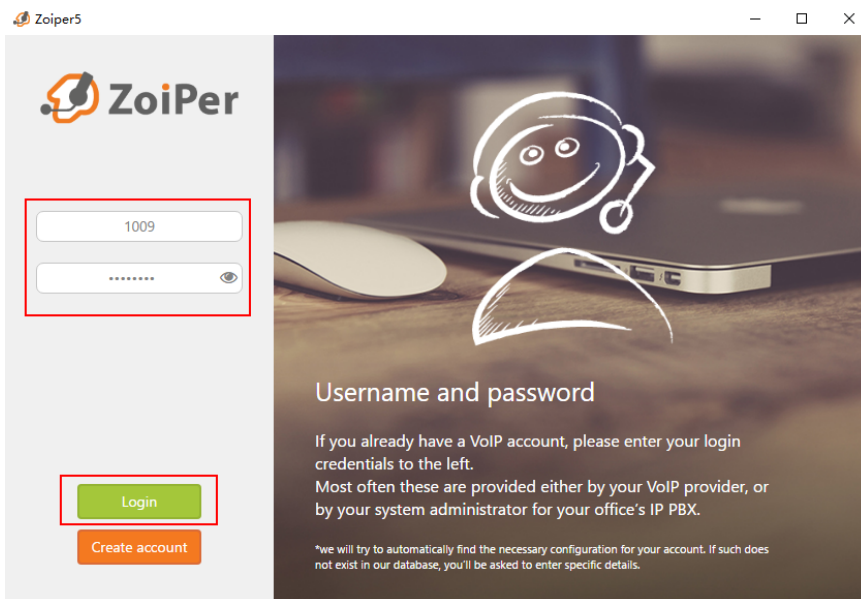 Zoiper5
ZoiPer
1009
••••••••
Login
Create account
Username and password
If you already have a VoIP account, please enter your login
credentials to the left.
Most often these are provided either by your VoIP provider, or
by your system administrator for your office's IP PBX.
*we will try to automatically find the necessary configuration for your account. If such does
not exist in our database, you'll be asked to enter specific details.